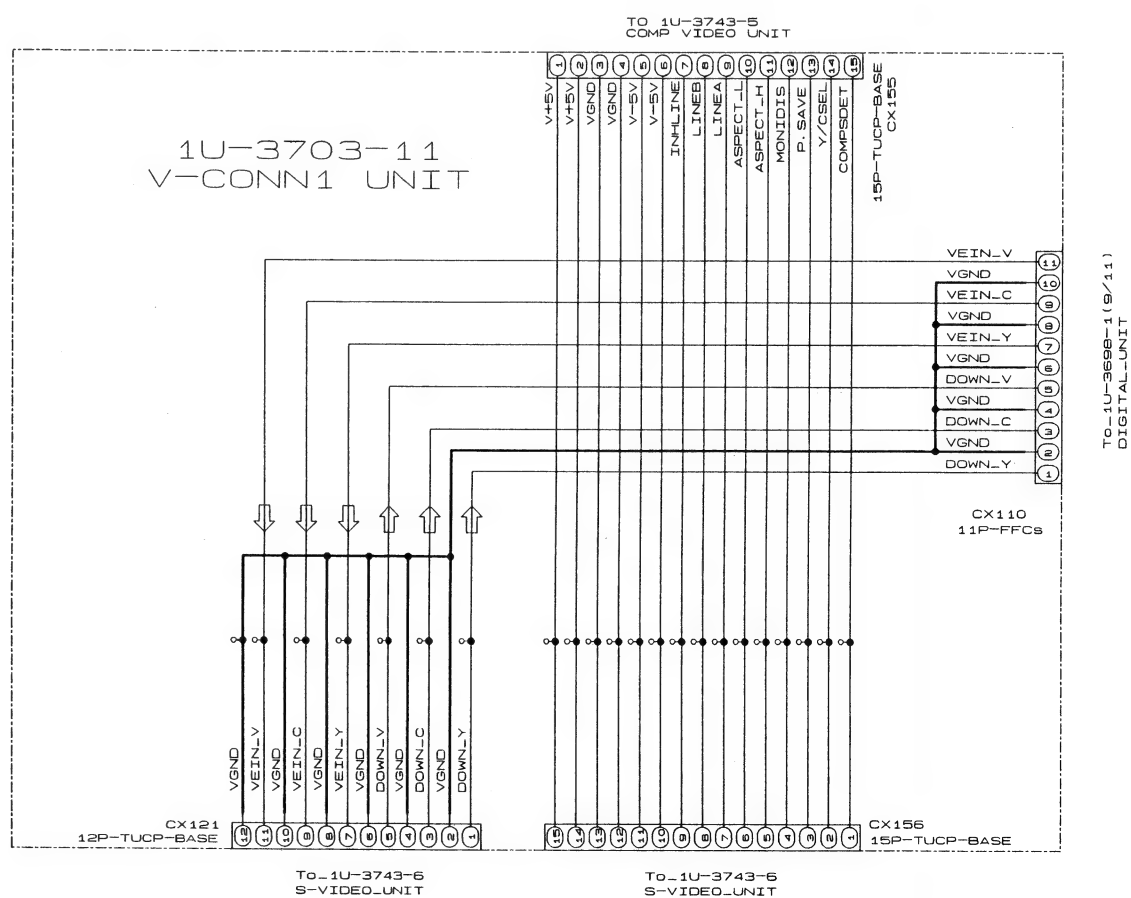 TO 1U-3743-5
COMP VIDEO UNIT
1 2 3 4 5 6 7 8 9 10 11 12 13 14 15
V+5V
V+5V
VGND
VGND
V-5V
V-5V
INHLINE
LINEB
LINEA
ASPECT_L
ASPECT_H
MONIDIS
P.SAVE
Y/CSEL
COMPSDET
15P-TUCP-BASE
CX155
1U-3703-11
V-CONN1 UNIT
VEIN_V 11
VGND 10
VEIN_C 9
VGND 8
VEIN_Y 7
VGND 6
DOWN_V 5
VGND 4
DOWN_C 3
VGND 2
DOWN_Y 1
To_1U-3698-1(9/11)
DIGITAL_UNIT
CX110
11P-FFCs
VGND
VEIN_V
VGND
VEIN_C
VGND
VEIN_Y
VGND
DOWN_V
VGND
DOWN_C
VGND
DOWN_Y
CX121
12P-TUCP-BASE
12 11 10 9 8 7 6 5 4 3 2 1
15 14 13 12 11 10 9 8 7 6 5 4 3 2 1
CX156
15P-TUCP-BASE
To_1U-3743-6
S-VIDEO_UNIT
To_1U-3743-6
S-VIDEO_UNIT